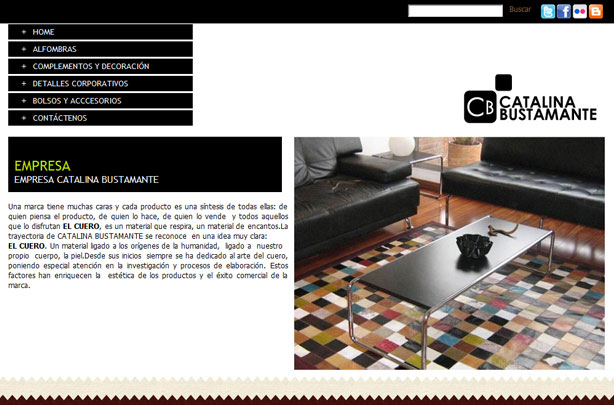 Buscar
+ HOME
+ ALFOMBRAS
+ COMPLEMENTOS Y DECORACIÓN
+ DETALLES CORPORATIVOS
+ BOLSOS Y ACCCESORIOS
+ CONTÁCTENOS
CB CATALINA
BUSTAMANTE
EMPRESA
EMPRESA CATALINA BUSTAMANTE
Una marca tiene muchas caras y cada producto es una síntesis de todas ellas: de
quien piensa el producto, de quien lo hace, de quien lo vende y todos aquellos
que lo disfrutan EL CUERO, es un material que respira, un material de encantos.La
trayectoria de CATALINA BUSTAMANTE se reconoce en una idea muy clara:
EL CUERO. Un material ligado a los orígenes de la humanidad, ligado a nuestro
propio cuerpo, la piel.Desde sus inicios siempre se ha dedicado al arte del cuero,
poniendo especial atención en la investigación y procesos de elaboración. Estos
factores han enriquecen la estética de los productos y el éxito comercial de la
marca.